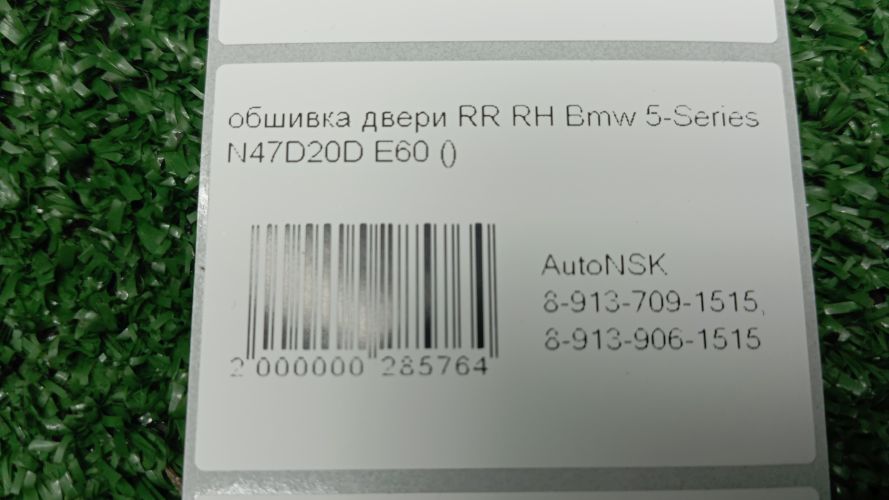 обшивка двери RR RH Bmw 5-Series
N47D20D E60 ()
AutoNSK
8-913-709-1515,
8-913-906-1515
2 000000 285764